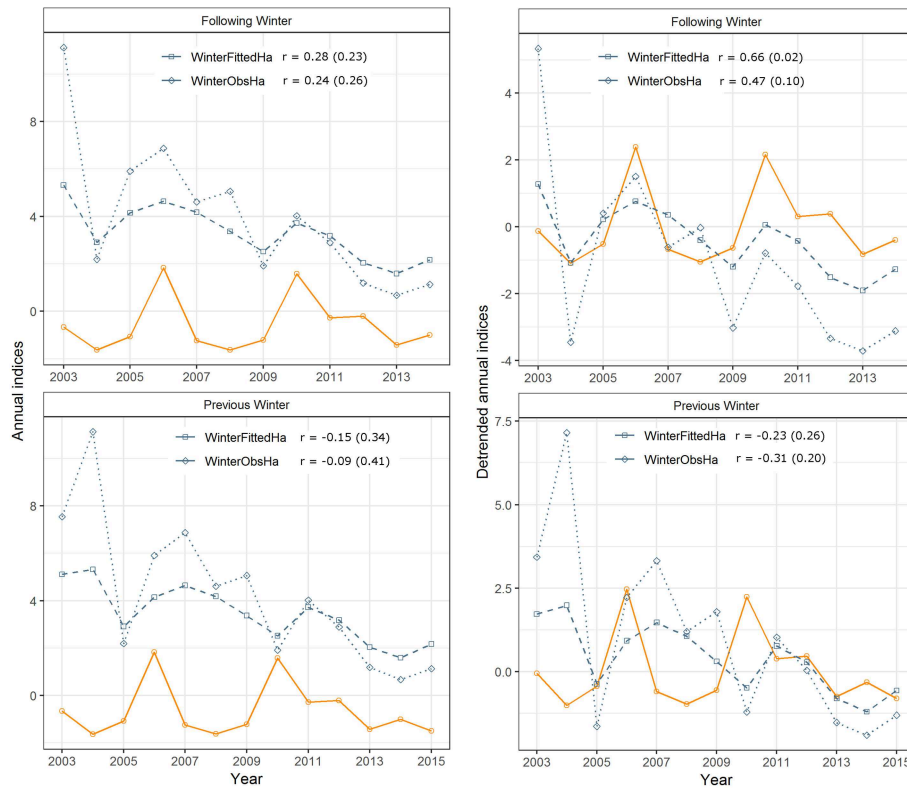 Following Winter
WinterFittedHa r = 0.28 (0.23)
WinterObsHa r = 0.24 (0.26)
8
4
0
2003 2005 2007 2009 2011 2013
Previous Winter
WinterFittedHa r = -0.15 (0.34)
WinterObsHa r = -0.09 (0.41)
8
4
0
2003 2005 2007 2009 2011 2013 2015
Year
Annual indices
Following Winter
WinterFittedHa r = 0.66 (0.02)
WinterObsHa r = 0.47 (0.10)
4
2
0
-2
-4
2003 2005 2007 2009 2011 2013
Previous Winter
WinterFittedHa r = -0.23 (0.26)
WinterObsHa r = -0.31 (0.20)
7.5
5.0
2.5
0.0
2003 2005 2007 2009 2011 2013 2015
Year
Detrended annual indices